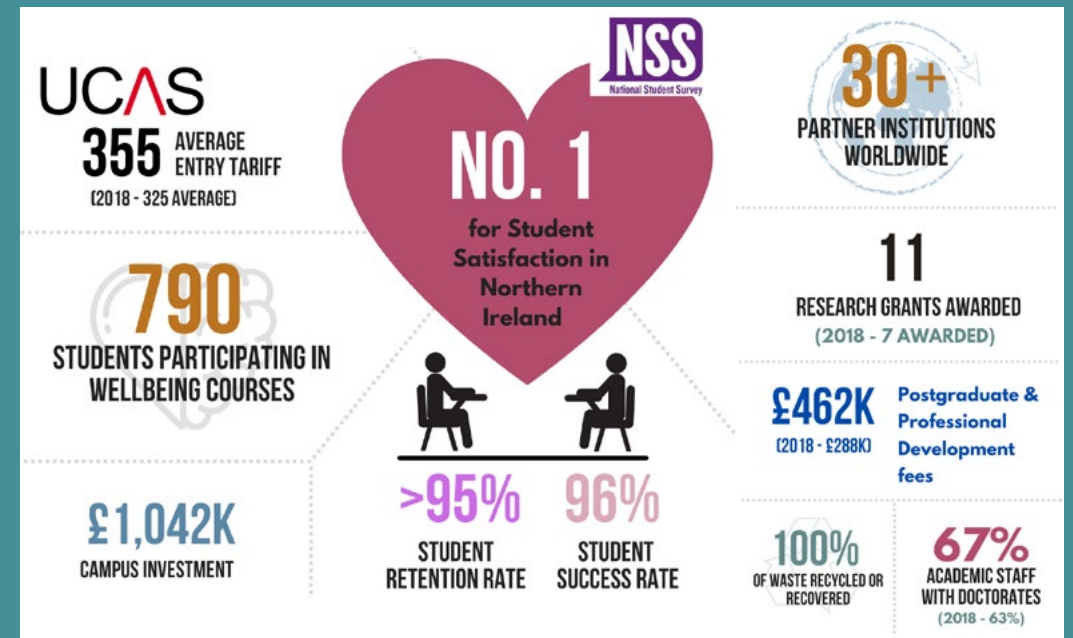 UCAS
355 AVERAGE
ENTRY TARIFF
(2018 - 325 AVERAGE)
790
STUDENTS PARTICIPATING IN
WELLBEING COURSES
£1,042K
CAMPUS INVESTMENT
NSS
National Student Survey
NO. 1
for Student
Satisfaction in
Northern
Ireland
>95%
STUDENT
RETENTION RATE
96%
STUDENT
SUCCESS RATE
30+
PARTNER INSTITUTIONS
WORLDWIDE
11
RESEARCH GRANTS AWARDED
(2018 - 7 AWARDED)
£462K
(2018 - £288K)
Postgraduate &
Professional
Development
fees
100%
OF WASTE RECYCLED OR
RECOVERED
67%
ACADEMIC STAFF
WITH DOCTORATES
(2018 - 63%)